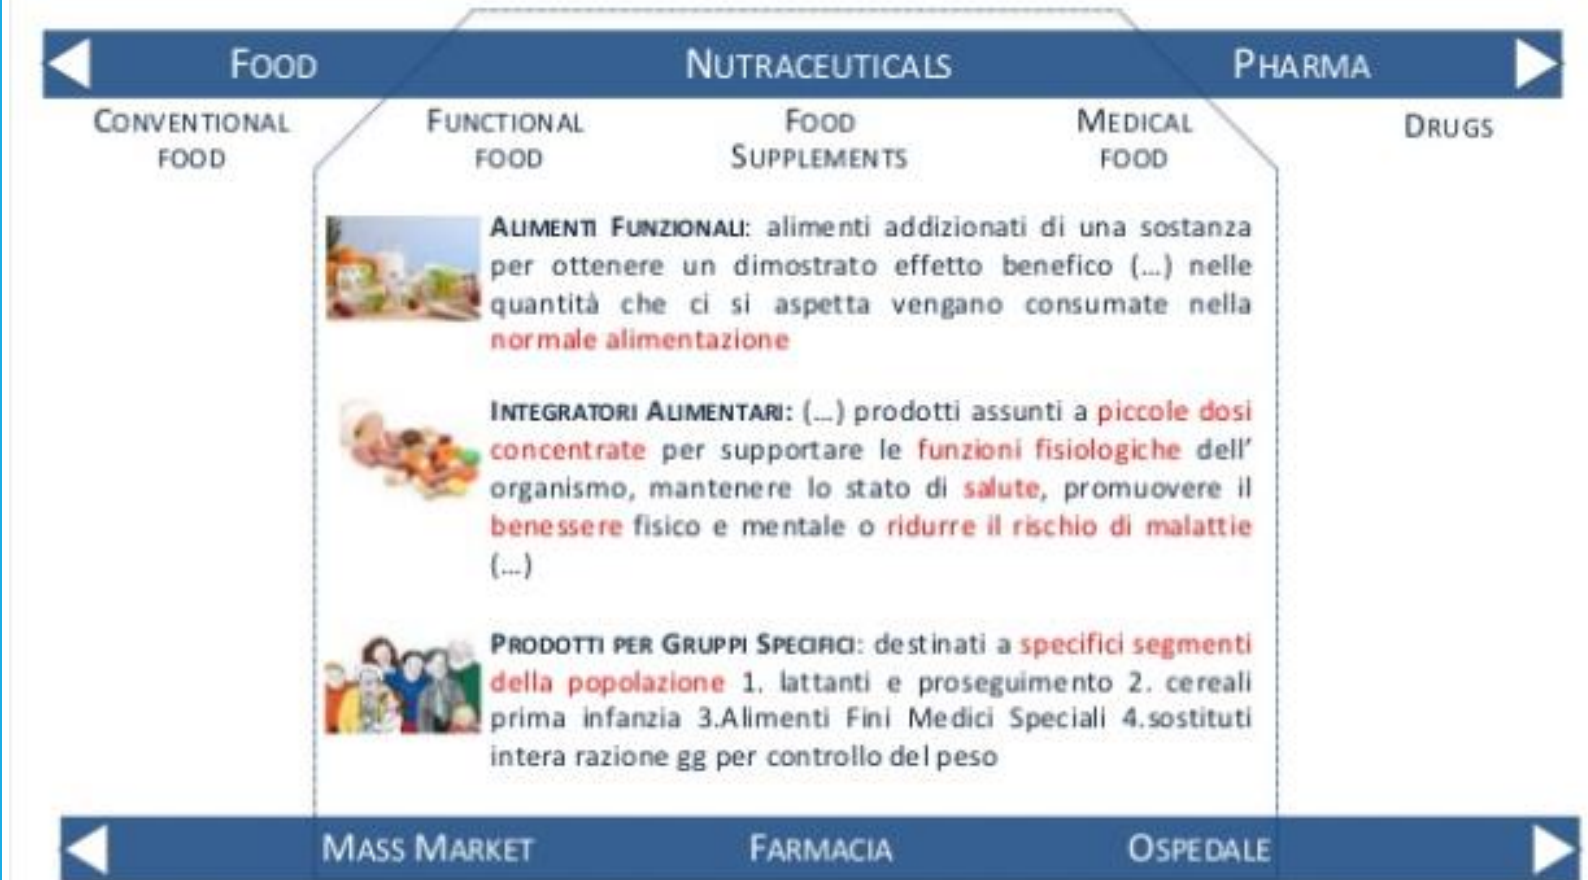 FOOD NUTRACEUTICALS PHARMA
CONVENTIONAL FOOD
FUNCTIONAL FOOD
FOOD SUPPLEMENTS
MEDICAL FOOD
DRUGS
ALIMENTI FUNZIONALI: alimenti addizionati di una sostanza
per ottenere un dimostrato effetto benefico (...) nelle
quantità che ci si aspetta vengano consumate nella
normale alimentazione
INTEGRATORI ALIMENTARI: (...) prodotti assunti a piccole dosi
concentrate per supportare le funzioni fisiologiche dell'
organismo, mantenere lo stato di salute, promuovere il
benessere fisico e mentale o ridurre il rischio di malattie
(...)
PRODOTTI PER GRUPPI SPECIFICI: destinati a specifici segmenti
della popolazione 1. lattanti e proseguimento 2. cereali
prima infanzia 3.Alimenti Fini Medici Speciali 4.sostituti
intera razione gg per controllo del peso
MASS MARKET FARMACIA OSPEDALE